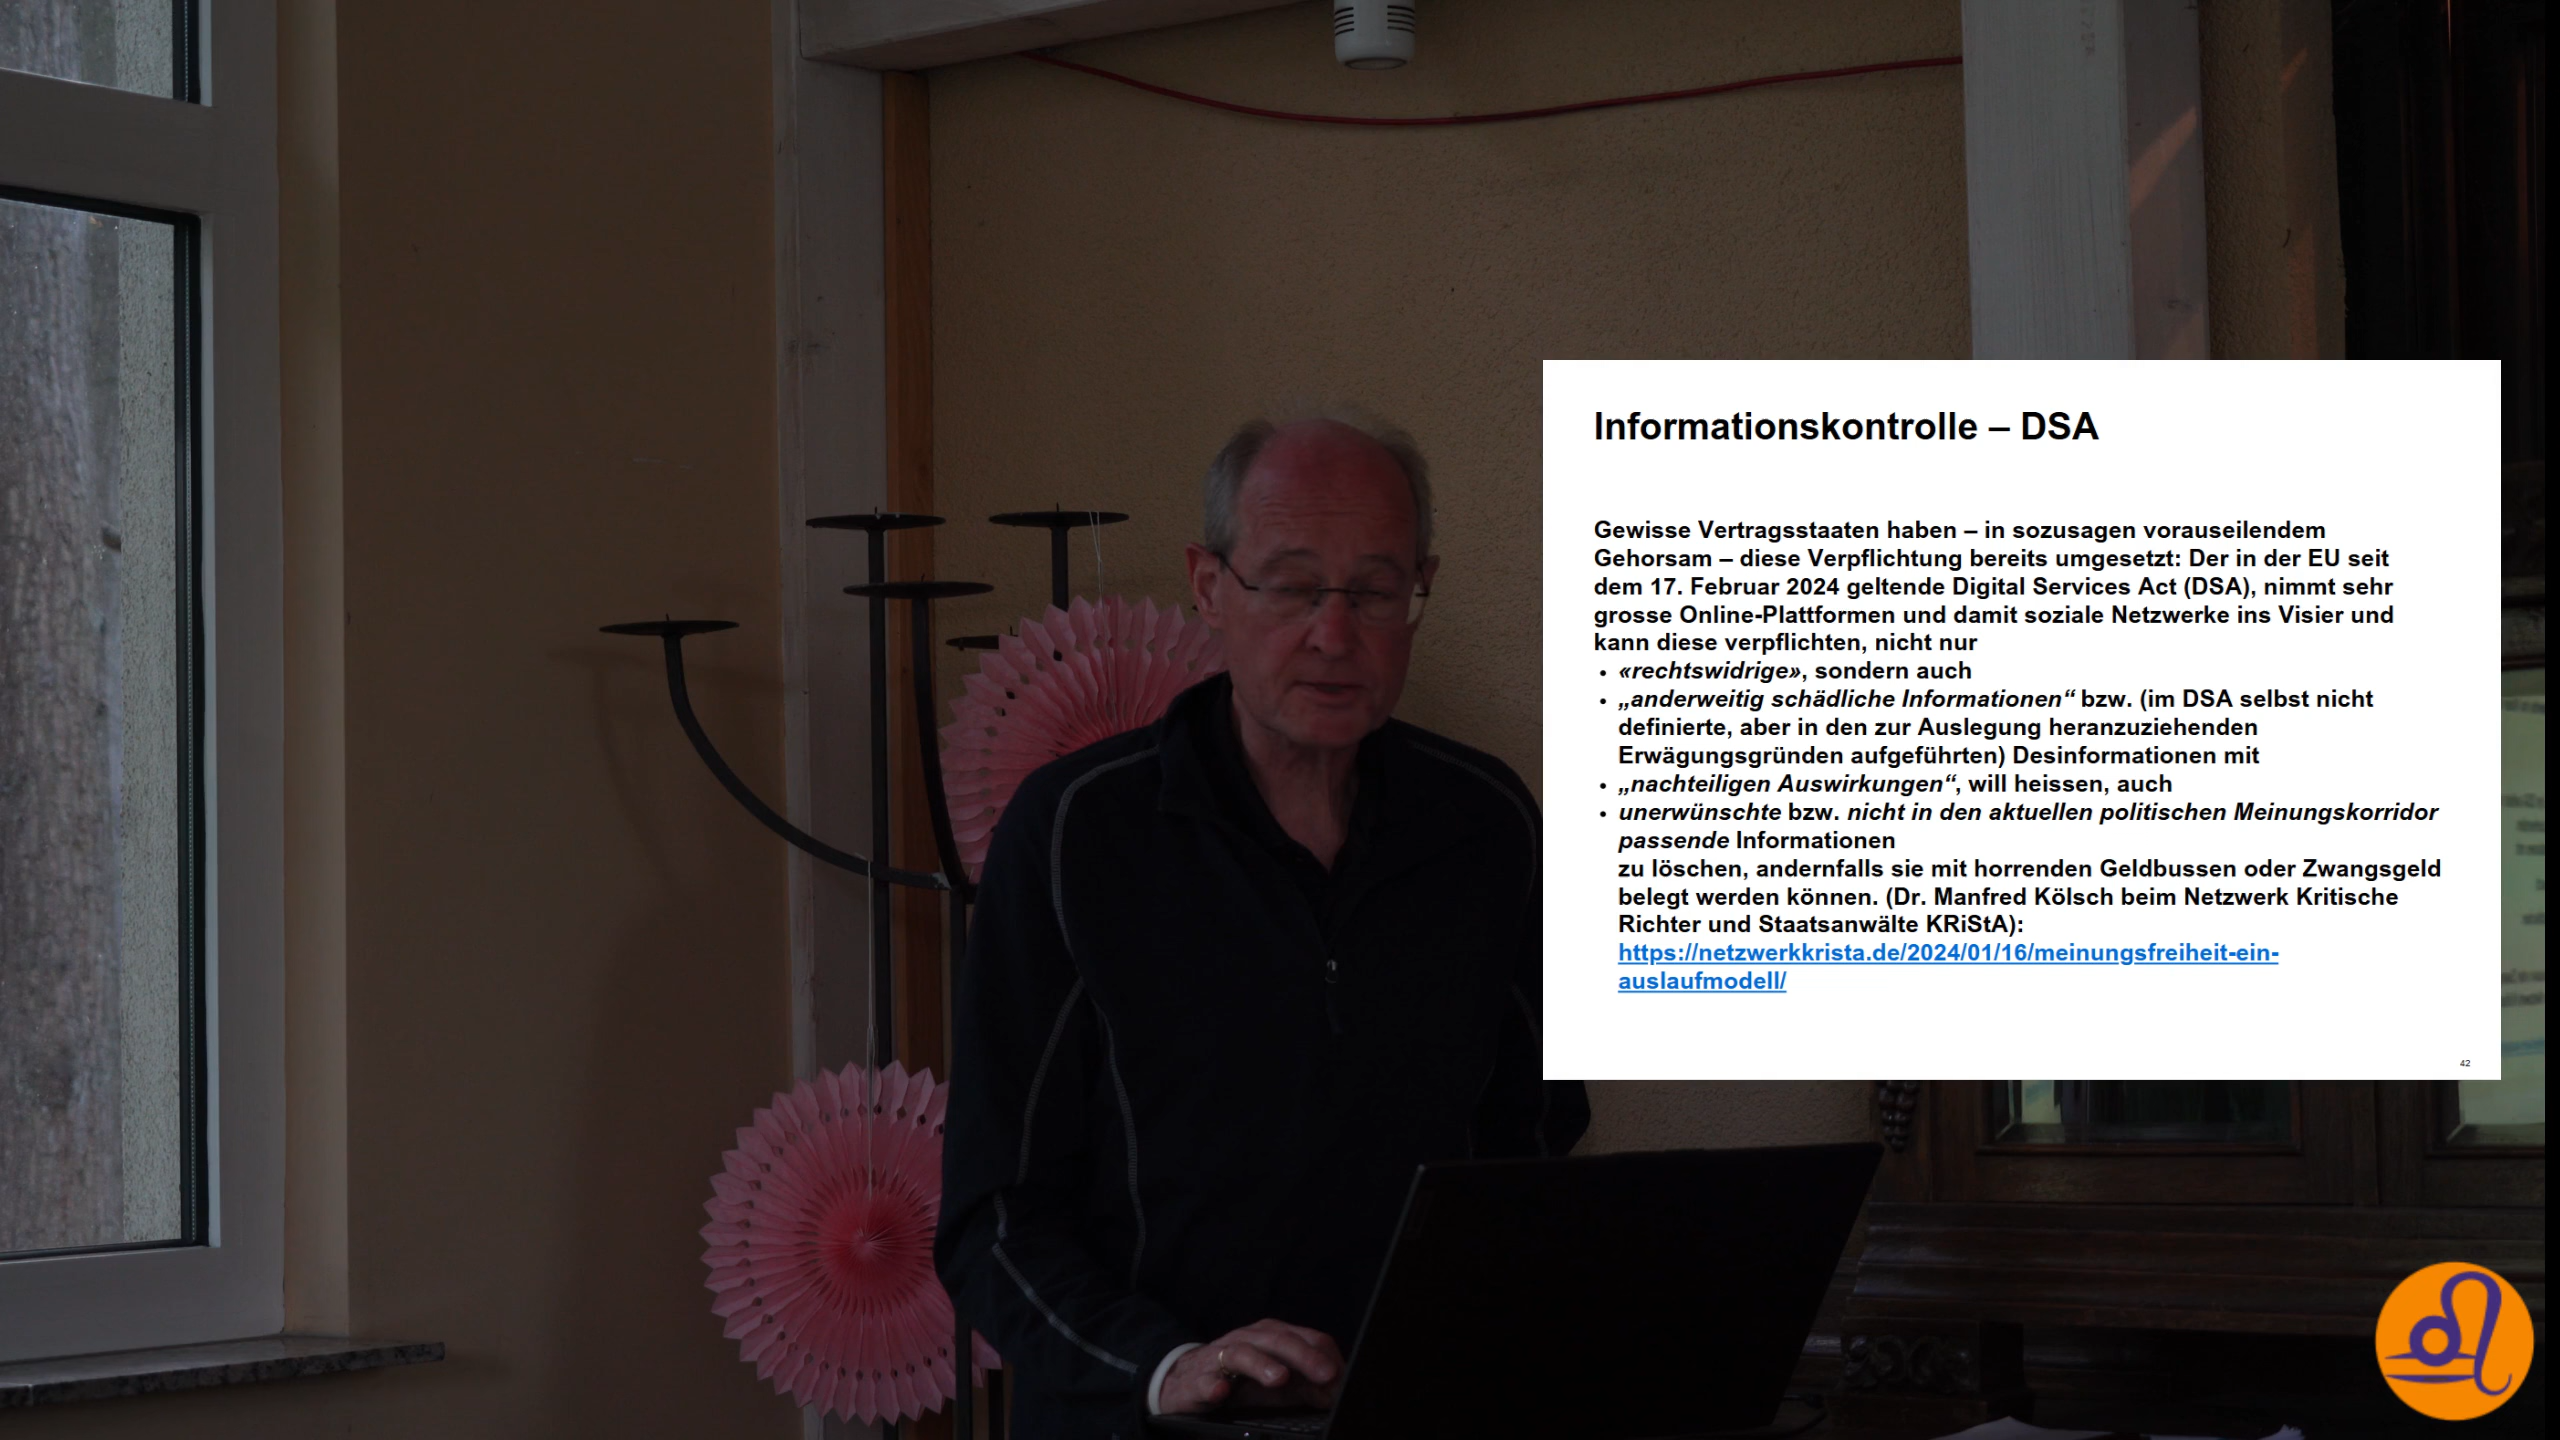 Informationskontrolle – DSA
Gewisse Vertragsstaaten haben – in sozusagen vorauseilendem
Gehorsam – diese Verpflichtung bereits umgesetzt: Der in der EU seit
dem 17. Februar 2024 geltende Digital Services Act (DSA), nimmt sehr
grosse Online-Plattformen und damit soziale Netzwerke ins Visier und
kann diese verpflichten, nicht nur
• «rechtswidrige», sondern auch
• „anderweitig schädliche Informationen“ bzw. (im DSA selbst nicht
definierte, aber in den zur Auslegung heranzuziehenden
Erwägungsgründen aufgeführten) Desinformationen mit
• „nachteiligen Auswirkungen“, will heissen, auch
• unerwünschte bzw. nicht in den aktuellen politischen Meinungskorridor
passende Informationen
zu löschen, andernfalls sie mit horrenden Geldbussen oder Zwangsgeld
belegt werden können. (Dr. Manfred Kölsch beim Netzwerk Kritische
Richter und Staatsanwälte KRiStA):
https://netzwerkkrista.de/2024/01/16/meinungsfreiheit-ein-
auslaufmodell/
42